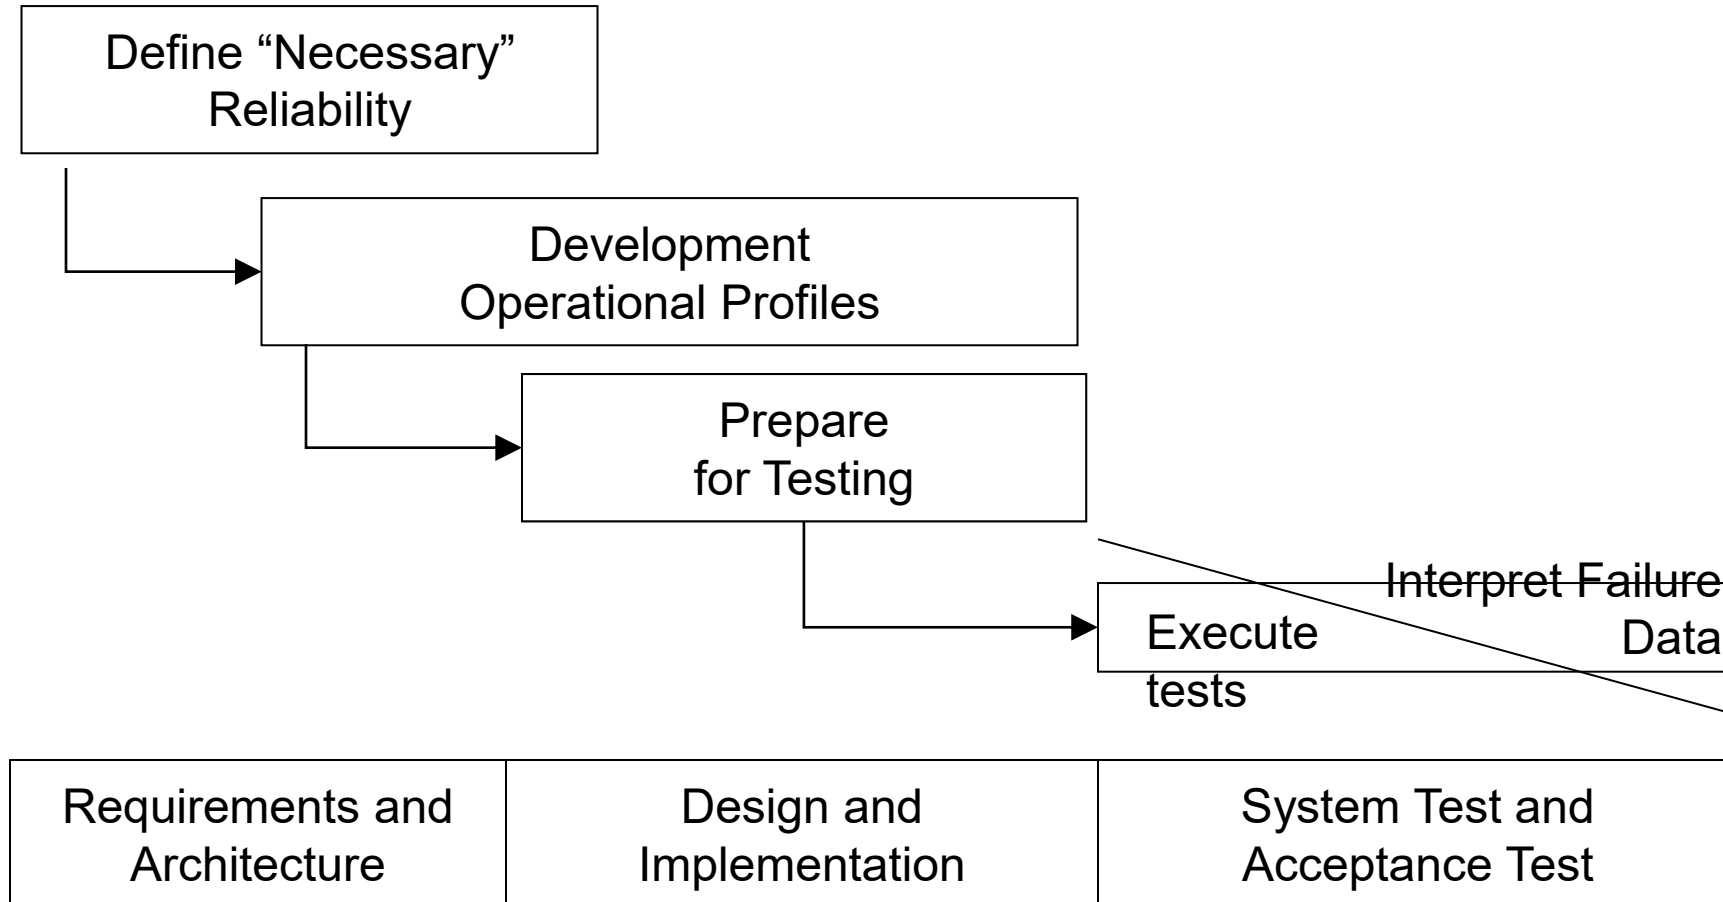 Define “Necessary”
Reliability
Development
Operational Profiles
Prepare
for Testing
Interpret Failure
Data
Execute
tests
Requirements and
Architecture
Design and
Implementation
System Test and
Acceptance Test